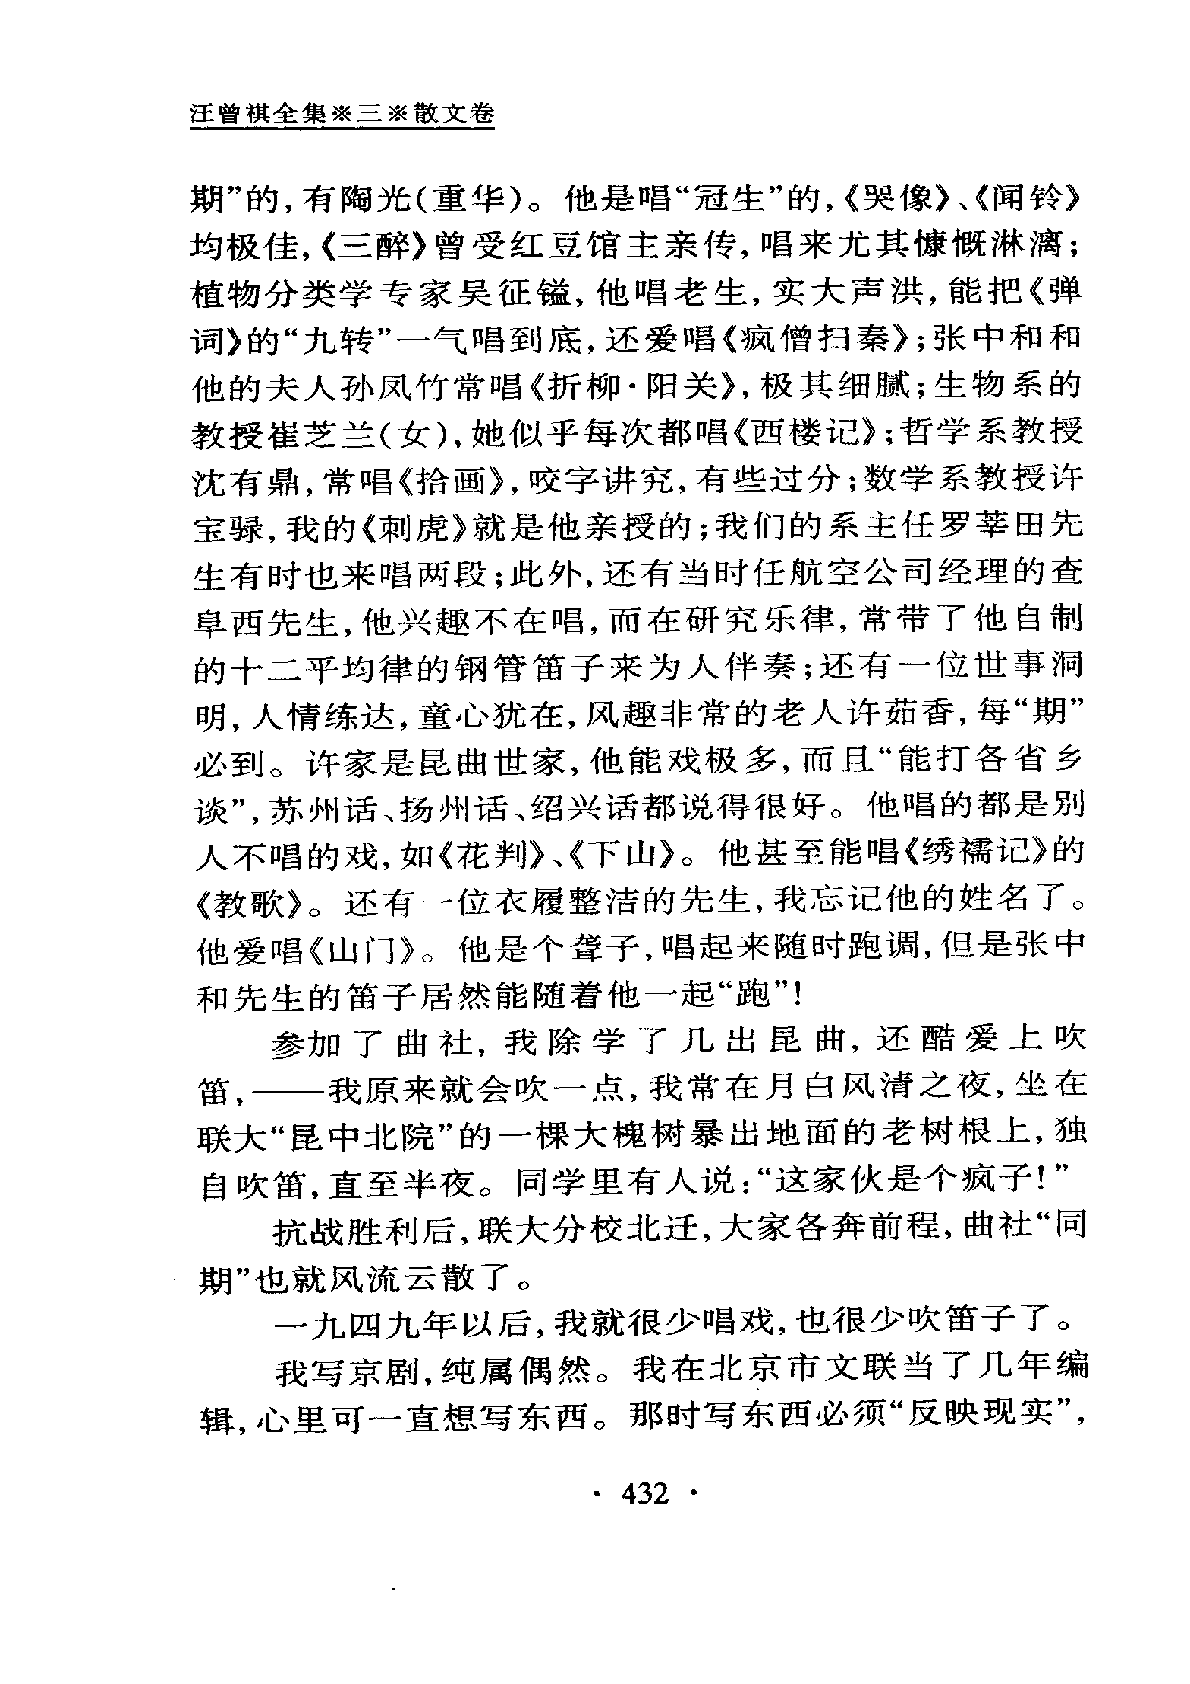 汪曾祺全集※三※散文卷
期”的，有陶光（重华）。他是唱“冠生”的，《哭像》、《闻铃》
均极佳，《三醉》曾受红豆馆主亲传，唱来尤其慷慨淋漓；
植物分类学专家吴征镒，他唱老生，实大声洪，能把《弹
词》的“九转”一气唱到底，还爱唱《疯僧扫秦》；张中和和
他的夫人孙凤竹常唱《折柳·阳关》，极其细腻；生物系的
教授崔芝兰（女），她似乎每次都唱《西楼记》；哲学系教授
沈有鼎，常唱《拾画》，咬字讲究，有些过分；数学系教授许
宝𫘧，我的《刺虎》就是他亲授的；我们的系主任罗莘田先
生有时也来唱两段；此外，还有当时任航空公司经理的查
阜西先生，他兴趣不在唱，而在研究乐律，常带了他自制
的十二平均律的钢管笛子来为人伴奏；还有一位世事洞
明，人情练达，童心犹在，风趣非常的老人许茹香，每“期”
必到。许家是昆曲世家，他能戏极多，而且“能打各省乡
谈”，苏州话、扬州话、绍兴话都说得很好。他唱的都是别
人不唱的戏，如《花判》、《下山》。他甚至能唱《绣襦记》的
《教歌》。还有一位衣履整洁的先生，我忘记他的姓名了。
他爱唱《山门》。他是个聋子，唱起来随时跑调，但是张中
和先生的笛子居然能随着他一起“跑”！
参加了曲社，我除学了几出昆曲，还酷爱上吹
笛，——我原来就会吹一点，我常在月白风清之夜，坐在
联大“昆中北院”的一棵大槐树暴出地面的老树根上，独
自吹笛，直至半夜。同学里有人说：“这家伙是个疯子！”
抗战胜利后，联大分校北迁，大家各奔前程，曲社“同
期”也就风流云散了。
一九四九年以后，我就很少唱戏，也很少吹笛子了。
我写京剧，纯属偶然。我在北京市文联当了几年编
辑，心里可一直想写东西。那时写东西必须“反映现实”，
· 432 ·